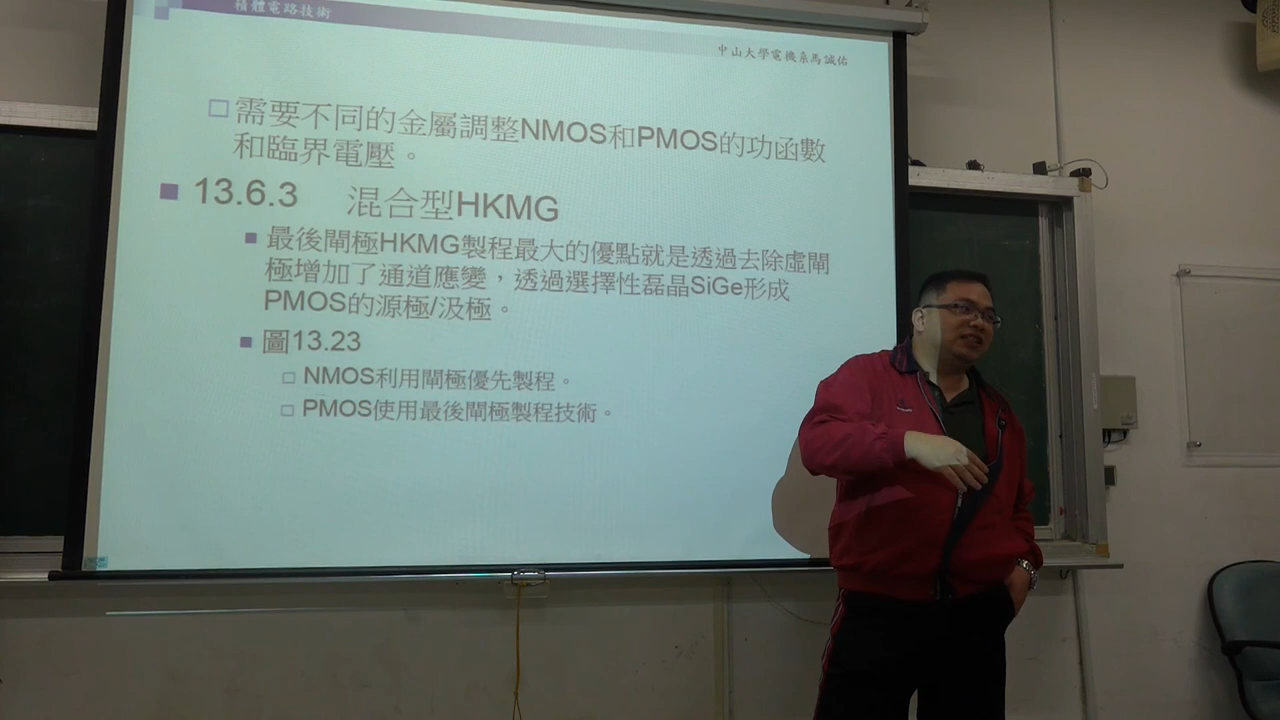 積體電路技術
中山大學電機系馬誠佑
需要不同的金屬調整NMOS和PMOS的功函數
和臨界電壓。
13.6.3 混合型HKMG
最後閘極HKMG製程最大的優點就是透過去除虛閘
極增加了通道應變，透過選擇性磊晶SiGe形成
PMOS的源極/汲極。
圖13.23
NMOS利用閘極優先製程。
PMOS使用最後閘極製程技術。